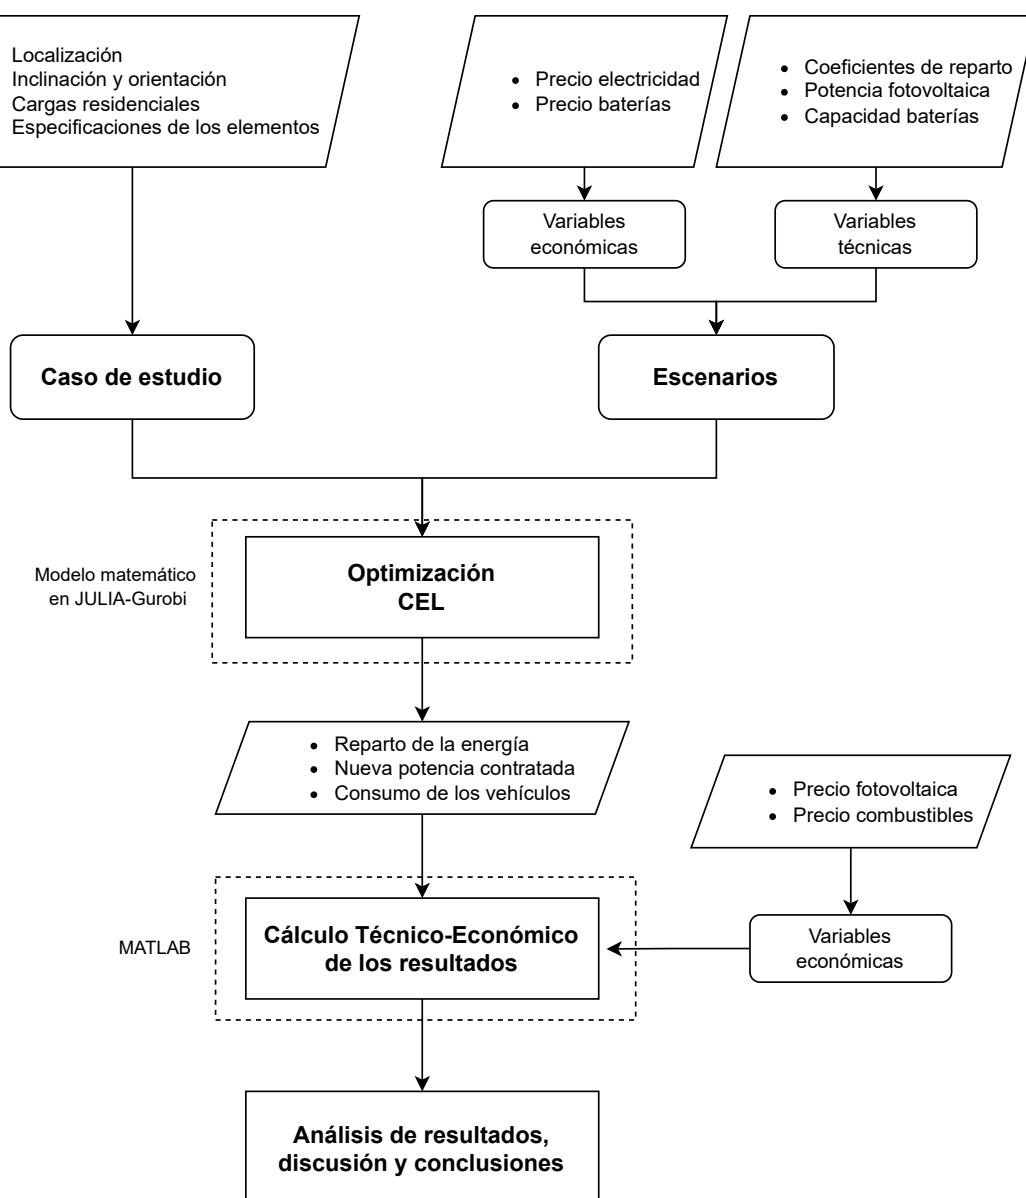 Localización
Inclinación y orientación
Cargas residenciales
Especificaciones de los elementos
• Precio electricidad
• Precio baterías
• Coeficientes de reparto
• Potencia fotovoltaica
• Capacidad baterías
Variables
económicas
Variables
técnicas
Caso de estudio
Escenarios
Modelo matemático
en JULIA-Gurobi
Optimización
CEL
• Reparto de la energía
• Nueva potencia contratada
• Consumo de los vehículos
• Precio fotovoltaica
• Precio combustibles
MATLAB
Cálculo Técnico-Económico
de los resultados
Variables
económicas
Análisis de resultados,
discusión y conclusiones